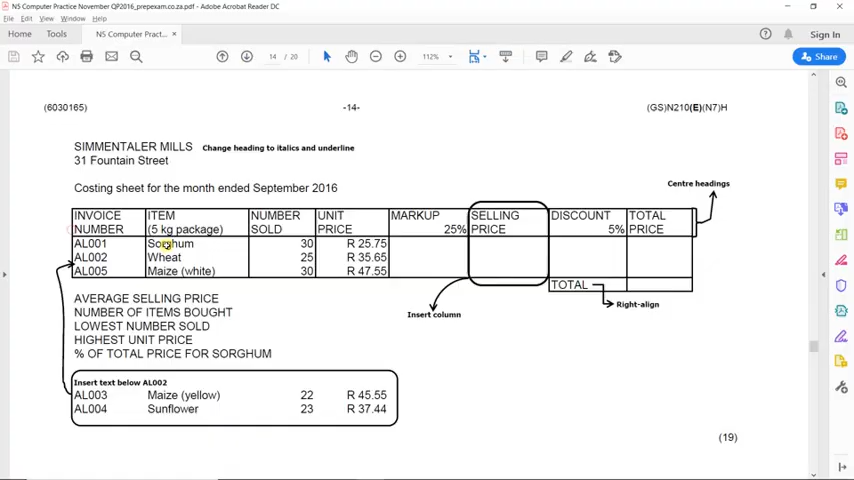 NS Computer Practice November QP2016_prepexam.co.za.pdf - Adobe Acrobat Reader DC
File Edit View Window Help
Home Tools NS Computer Pract... × Sign In
14 / 20 112% Share
(6030165) -14- (GS)N210(E)(N7)H
SIMMENTALER MILLS Change heading to italics and underline
31 Fountain Street
Costing sheet for the month ended September 2016
Centre headings
INVOICE ITEM NUMBER UNIT MARKUP SELLING DISCOUNT TOTAL
NUMBER (5 kg package) SOLD PRICE 25% PRICE 5% PRICE
AL001 Sorghum 30 R 25.75
AL002 Wheat 25 R 35.65
AL005 Maize (white) 30 R 47.55
TOTAL
AVERAGE SELLING PRICE
Right-align
NUMBER OF ITEMS BOUGHT
Insert column
LOWEST NUMBER SOLD
HIGHEST UNIT PRICE
% OF TOTAL PRICE FOR SORGHUM
Insert text below AL002
AL003 Maize (yellow) 22 R 45.55
AL004 Sunflower 23 R 37.44
(19)